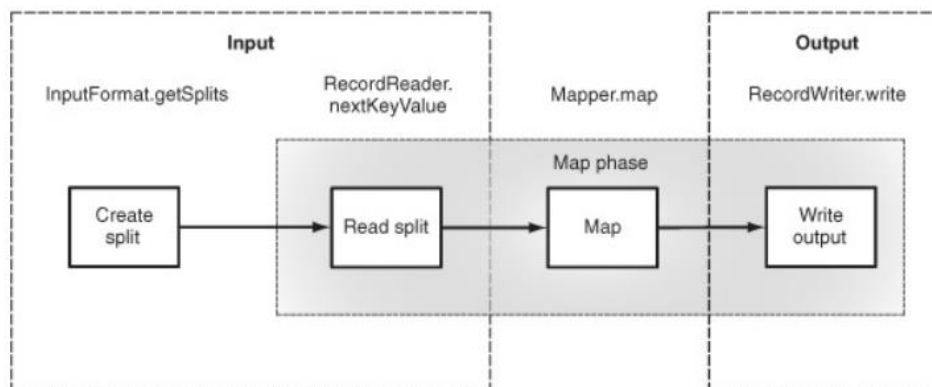 Input
Output
InputFormat.getSplits
RecordReader.
nextKeyValue
Mapper.map
RecordWriter.write
Map phase
Create
split
Read split
Map
Write
output